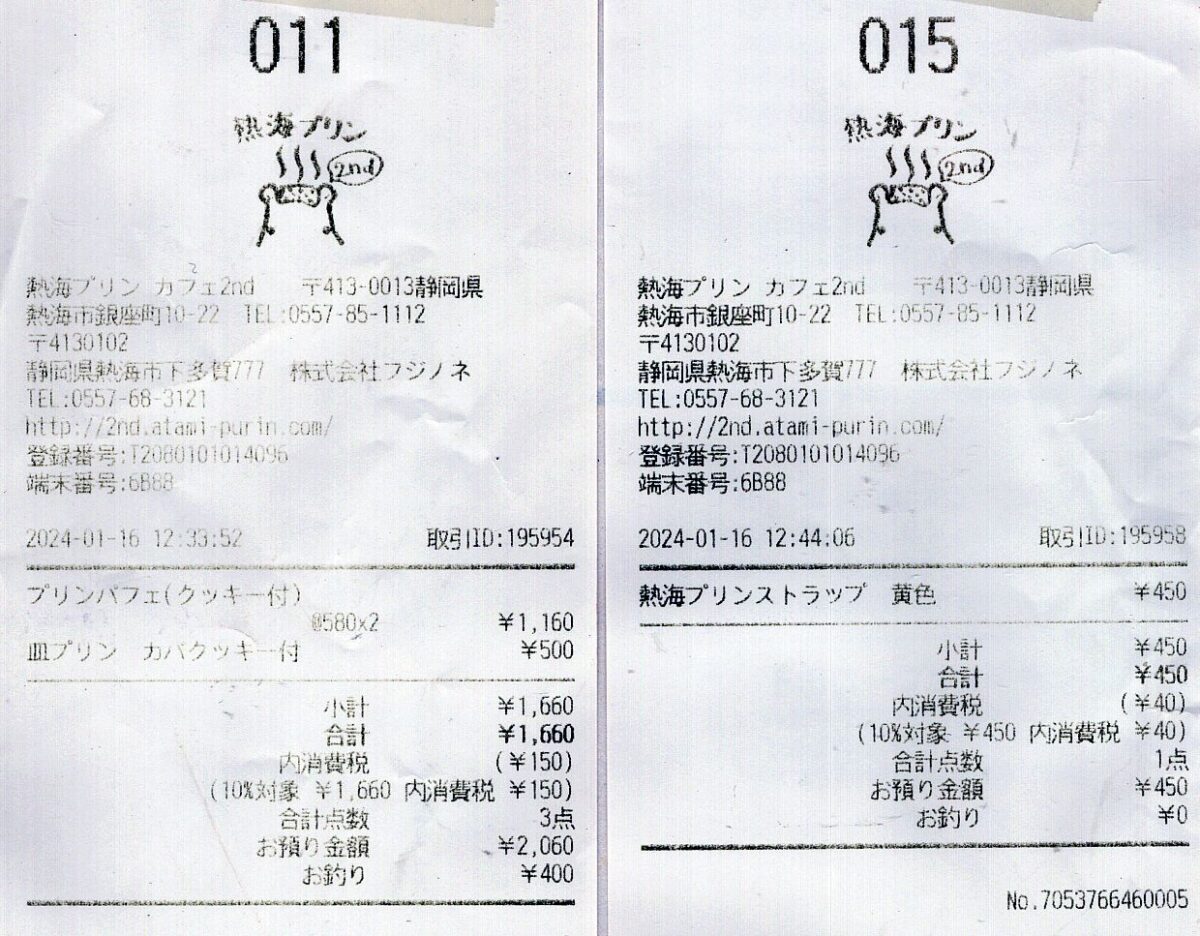 011
熱海プリン
2nd
熱海プリン カフェ2nd 〒413-0013静岡県
熱海市銀座町10-22 TEL:0557-85-1112
〒4130102
静岡県熱海市下多賀777 株式会社フジノネ
TEL:0557-68-3121
http://2nd.atami-purin.com/
登録番号:T2080101014096
端末番号:6B88
2024-01-16 12:33:52 取引ID:195954
プリンパフェ(クッキー付)
@580x2 ¥1,160
皿プリン カバクッキー付 ¥500
小計 ¥1,660
合計 ¥1,660
内消費税 (¥150)
(10%対象 ¥1,660 内消費税 ¥150)
合計点数 3点
お預り金額 ¥2,060
お釣り ¥400
015
熱海プリン
2nd
熱海プリン カフェ2nd 〒413-0013静岡県
熱海市銀座町10-22 TEL:0557-85-1112
〒4130102
静岡県熱海市下多賀777 株式会社フジノネ
TEL:0557-68-3121
http://2nd.atami-purin.com/
登録番号:T2080101014096
端末番号:6B88
2024-01-16 12:44:06 取引ID:195958
熱海プリンストラップ 黄色 ¥450
小計 ¥450
合計 ¥450
内消費税 (¥40)
(10%対象 ¥450 内消費税 ¥40)
合計点数 1点
お預り金額 ¥450
お釣り ¥0
No.7053766460005